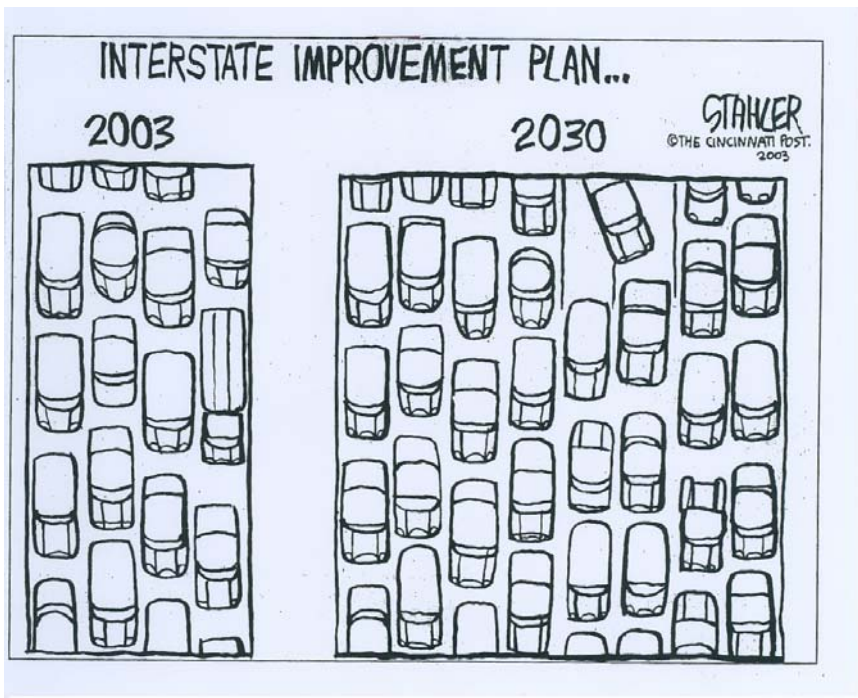 INTERSTATE IMPROVEMENT PLAN...
2003
2030
STAHLER
©THE CINCINNATI POST.
2003